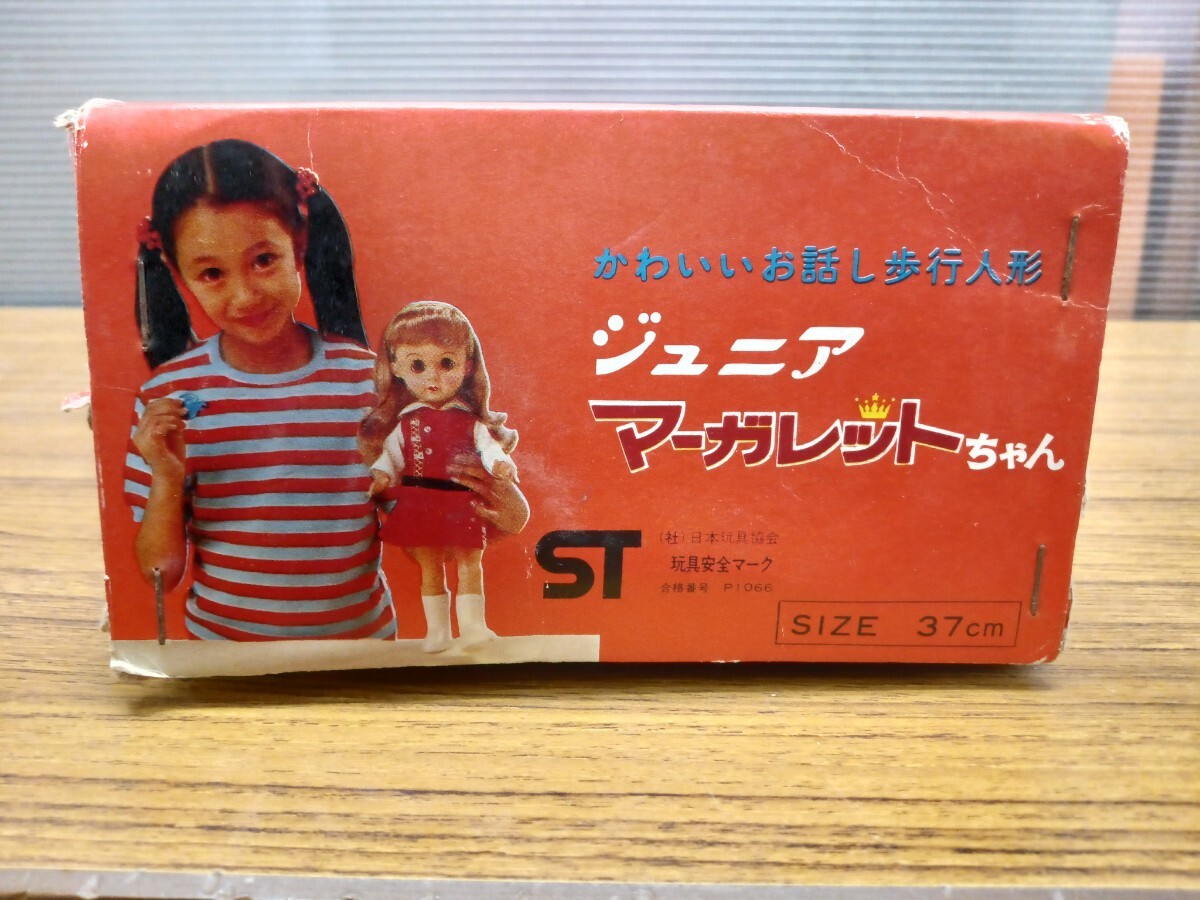 かわいいお話し歩行人形
ジュニア
マーガレットちゃん
ST
(社)日本玩具協会
玩具安全マーク
合格番号 P1066
SIZE 37cm